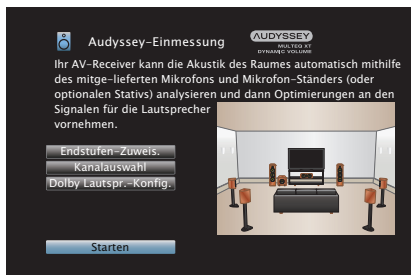 Audyssey-Einmessung
AUDYSSEY
MULTEQ XT
DYNAMIC VOLUME
Ihr AV-Receiver kann die Akustik des Raumes automatisch mithilfe
des mitge-lieferten Mikrofons und Mikrofon-Ständers (oder
optionalen Stativs) analysieren und dann Optimierungen an den
Signalen für die Lautsprecher
vornehmen.
Endstufen-Zuweis.
Kanalauswahl
Dolby Lautspr.-Konfig.
Starten